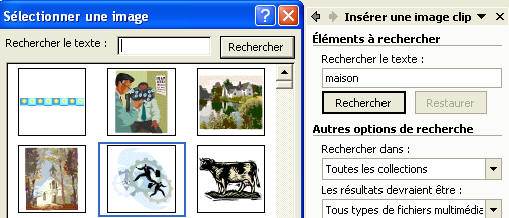 Sélectionner une image
Rechercher le texte :
Rechercher
Insérer une image clip
Éléments à rechercher
Rechercher le texte :
maison
Rechercher
Restaurer
Autres options de recherche
Rechercher dans :
Toutes les collections
Les résultats devraient être :
Tous types de fichiers multimédia